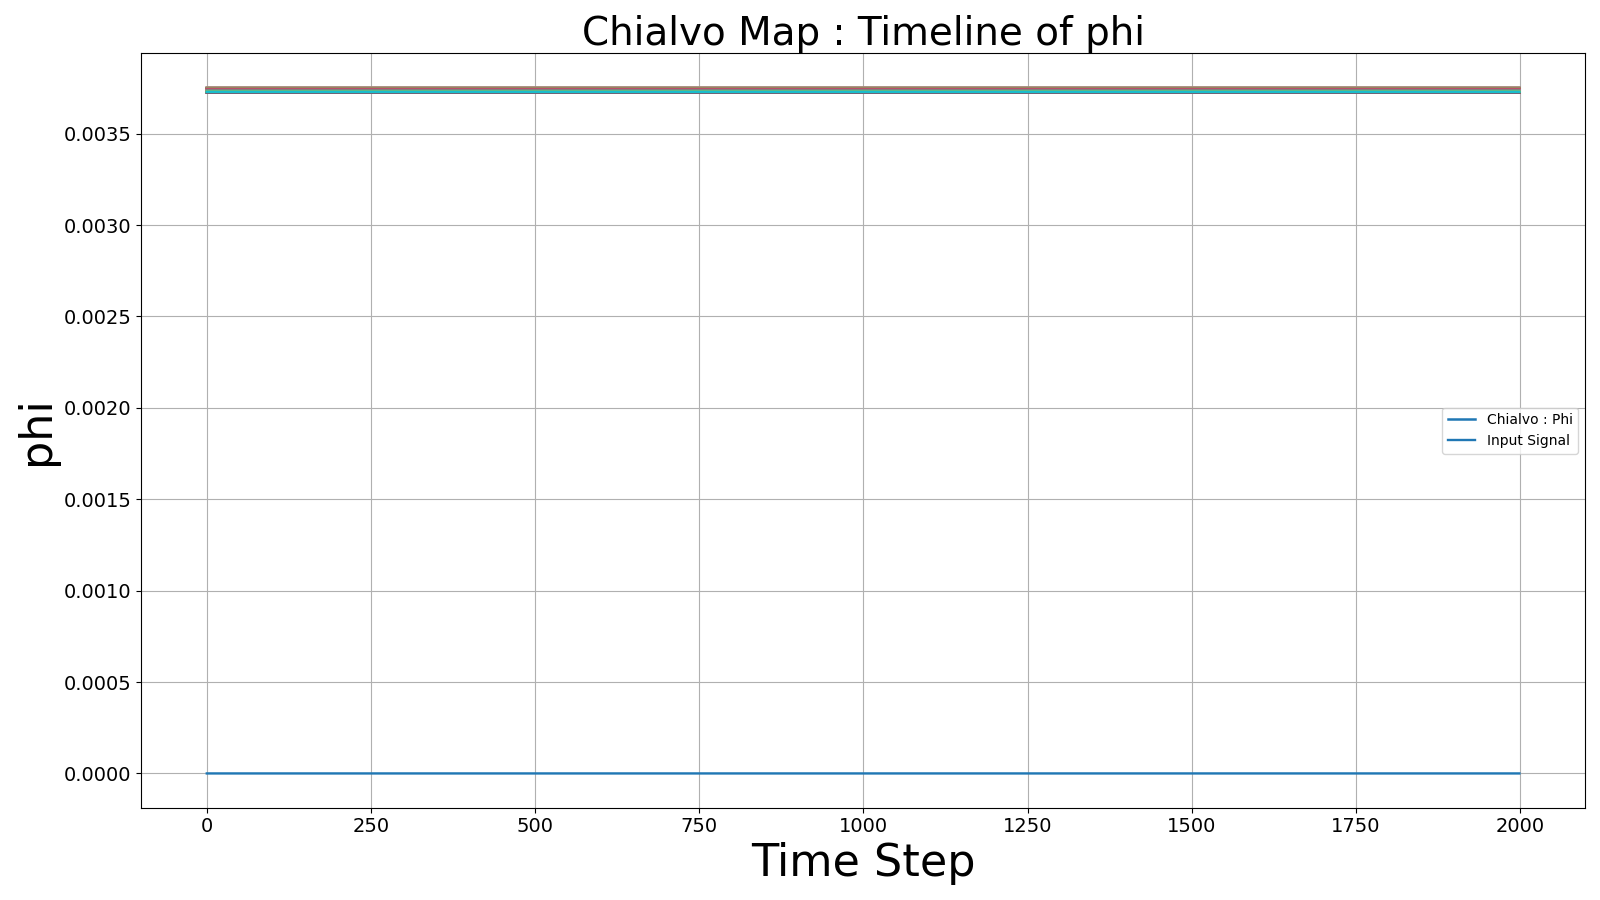 Chialvo Map : Timeline of phi
phi
0.0035
0.0030
0.0025
0.0020
0.0015
0.0010
0.0005
0.0000
Chialvo : Phi
Input Signal
0 250 500 750 1000 1250 1500 1750 2000
Time Step